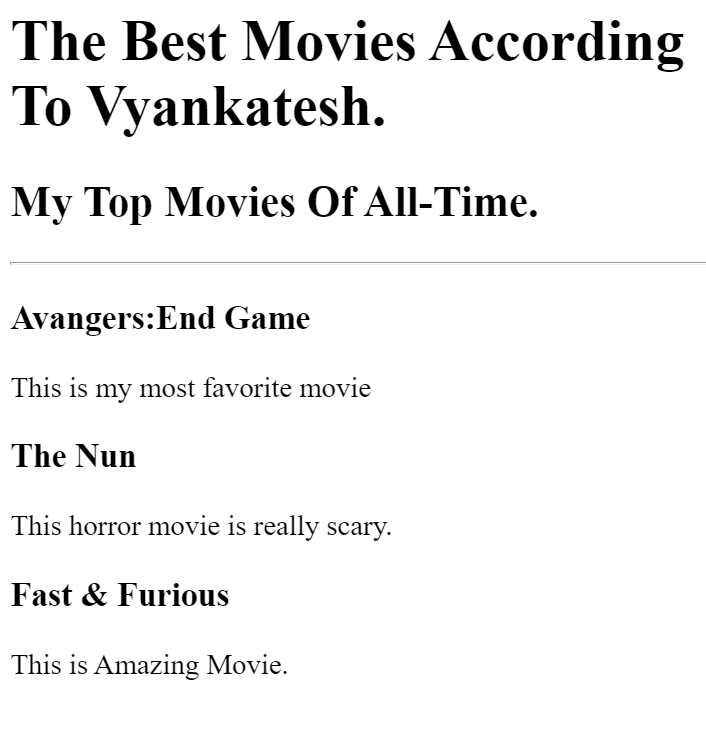 The Best Movies According
To Vyankatesh.
My Top Movies Of All-Time.
Avangers:End Game
This is my most favorite movie
The Nun
This horror movie is really scary.
Fast & Furious
This is Amazing Movie.